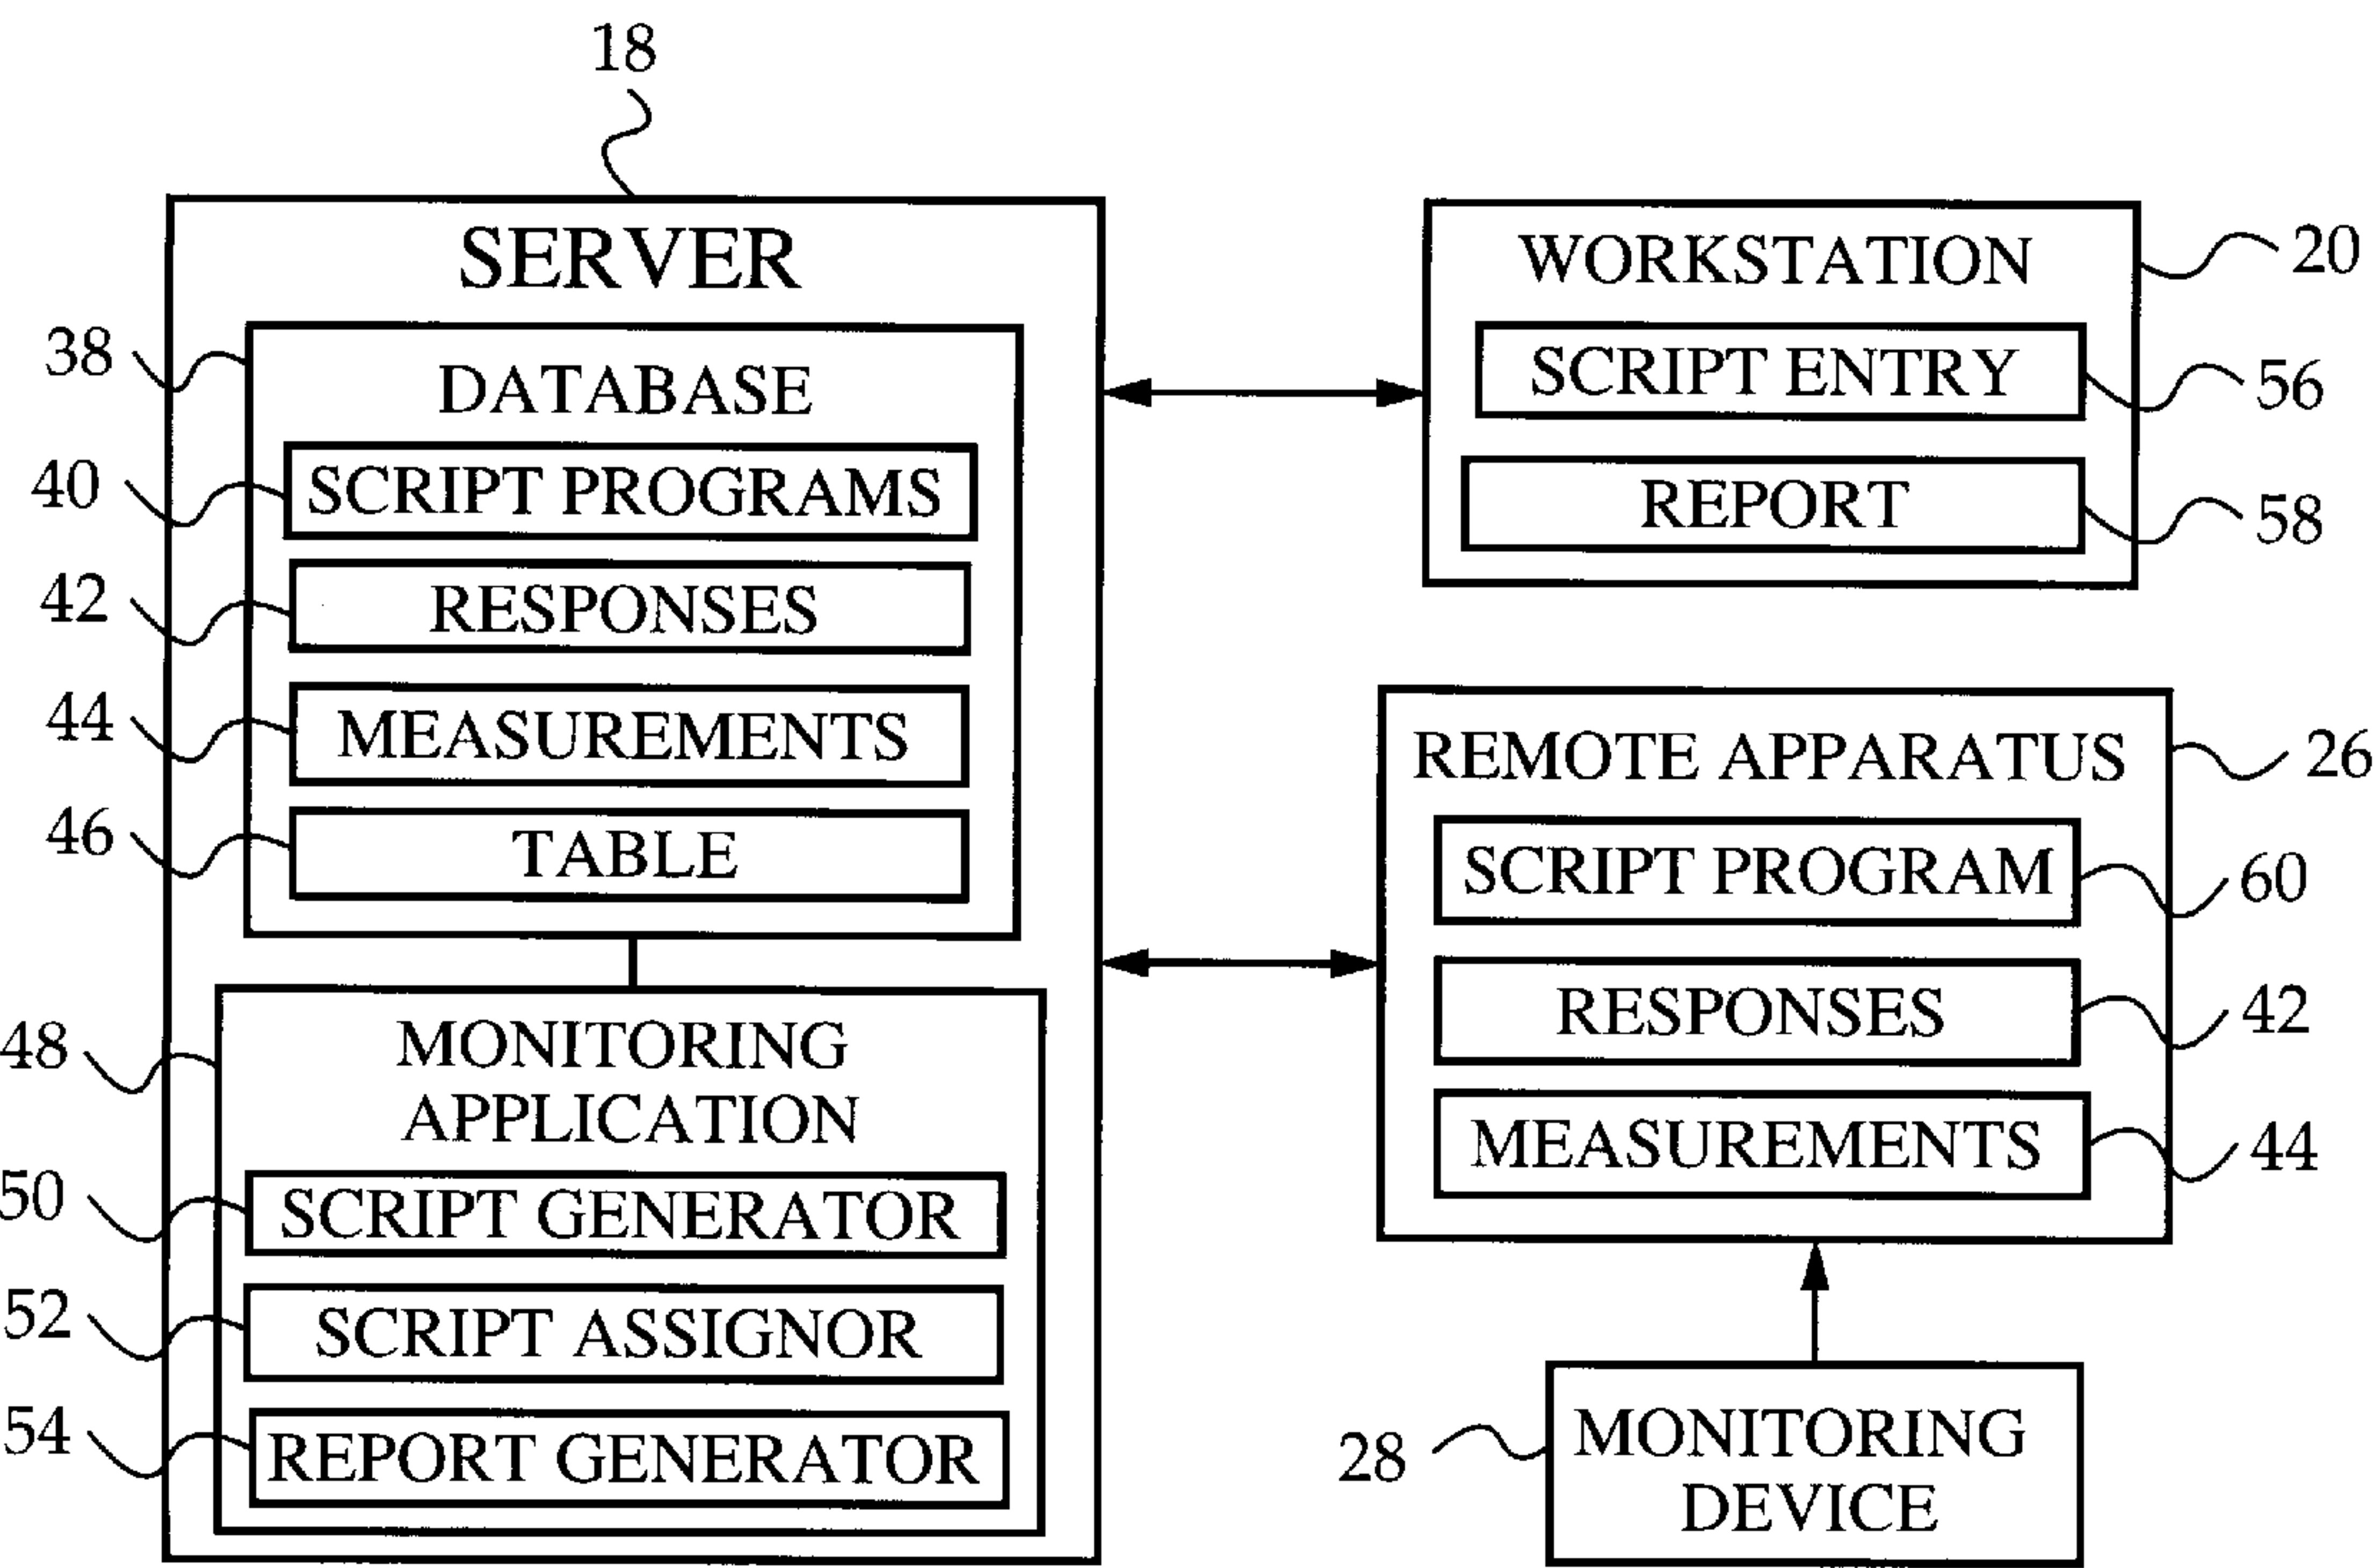 18
SERVER
38
DATABASE
40
SCRIPT PROGRAMS
42
RESPONSES
44
MEASUREMENTS
46
TABLE
48
MONITORING
APPLICATION
50
SCRIPT GENERATOR
52
SCRIPT ASSIGNOR
54
REPORT GENERATOR
WORKSTATION
20
SCRIPT ENTRY
56
REPORT
58
REMOTE APPARATUS
26
SCRIPT PROGRAM
60
RESPONSES
42
MEASUREMENTS
44
28
MONITORING
DEVICE